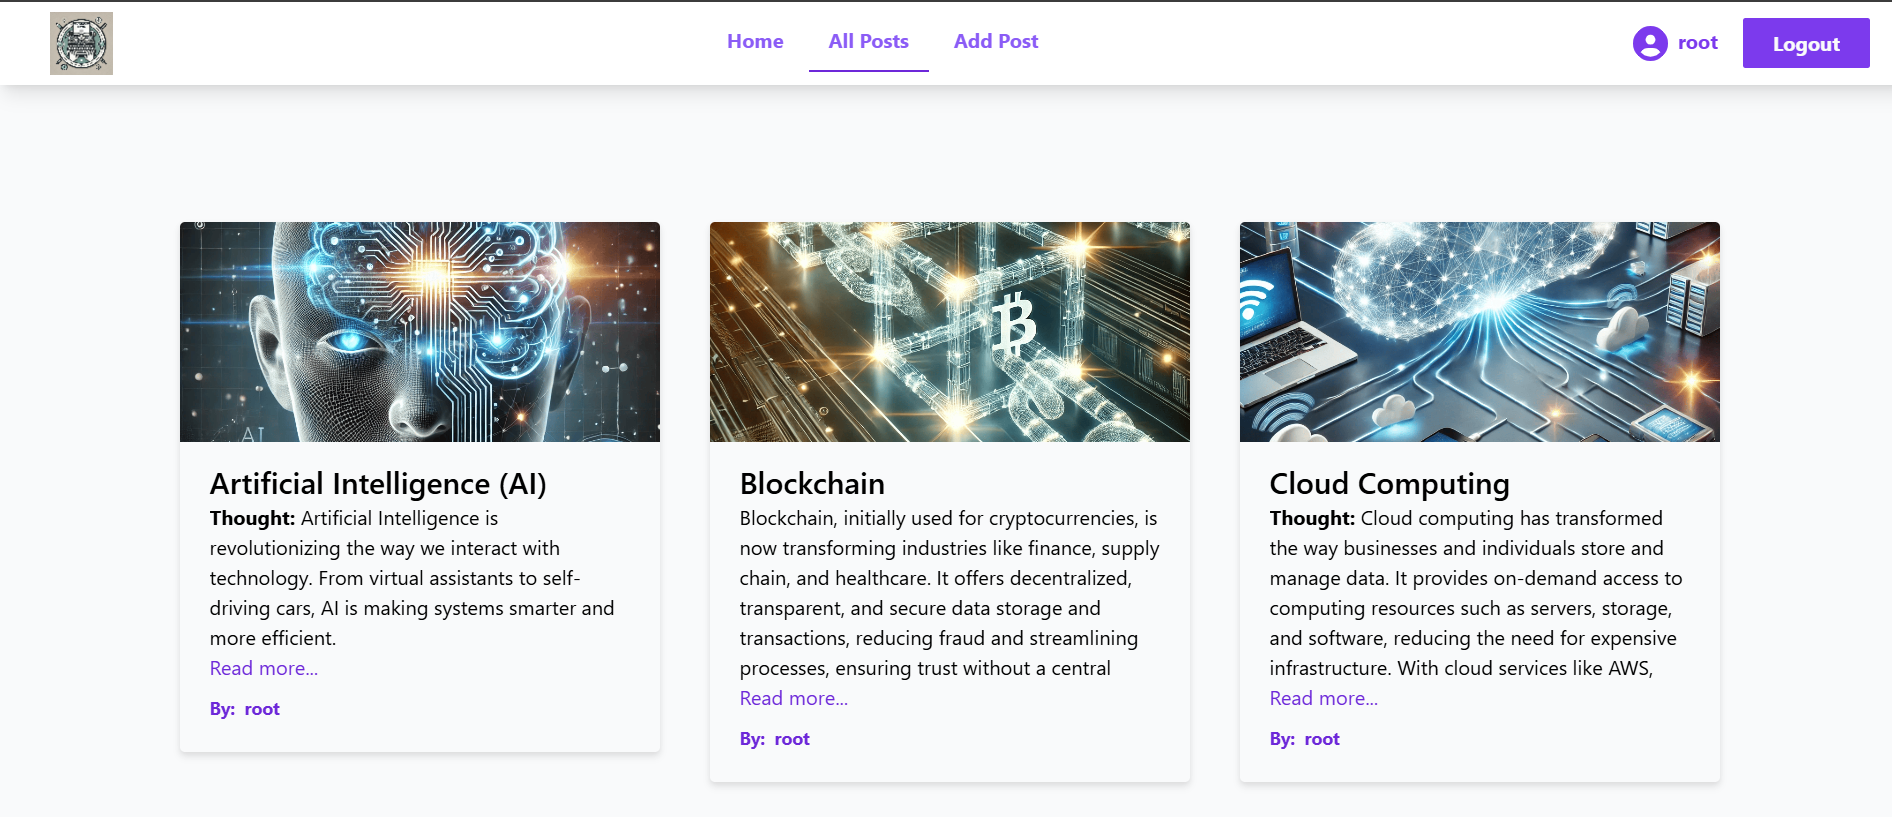 Home
All Posts
Add Post
root
Logout
AI
Artificial Intelligence (AI)
Thought: Artificial Intelligence is
revolutionizing the way we interact with
technology. From virtual assistants to self-
driving cars, AI is making systems smarter and
more efficient.
Read more...
By: root
Blockchain
Blockchain, initially used for cryptocurrencies, is
now transforming industries like finance, supply
chain, and healthcare. It offers decentralized,
transparent, and secure data storage and
transactions, reducing fraud and streamlining
processes, ensuring trust without a central
Read more...
By: root
Cloud Computing
Thought: Cloud computing has transformed
the way businesses and individuals store and
manage data. It provides on-demand access to
computing resources such as servers, storage,
and software, reducing the need for expensive
infrastructure. With cloud services like AWS,
Read more...
By: root